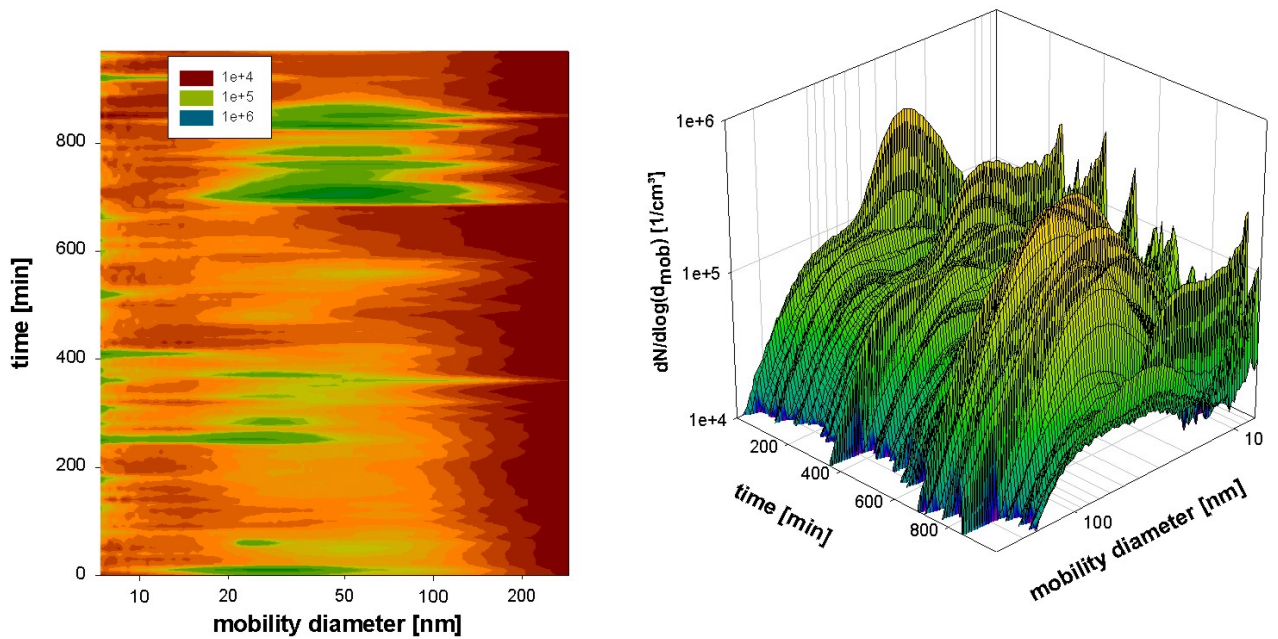 1e+4
1e+5
1e+6
800
600
400
200
0
time [min]
10
20
50
100
200
mobility diameter [nm]
1e+6
1e+5
1e+4
dN/dlog(dmob) [1/cm³]
200
400
600
800
time [min]
10
100
mobility diameter [nm]